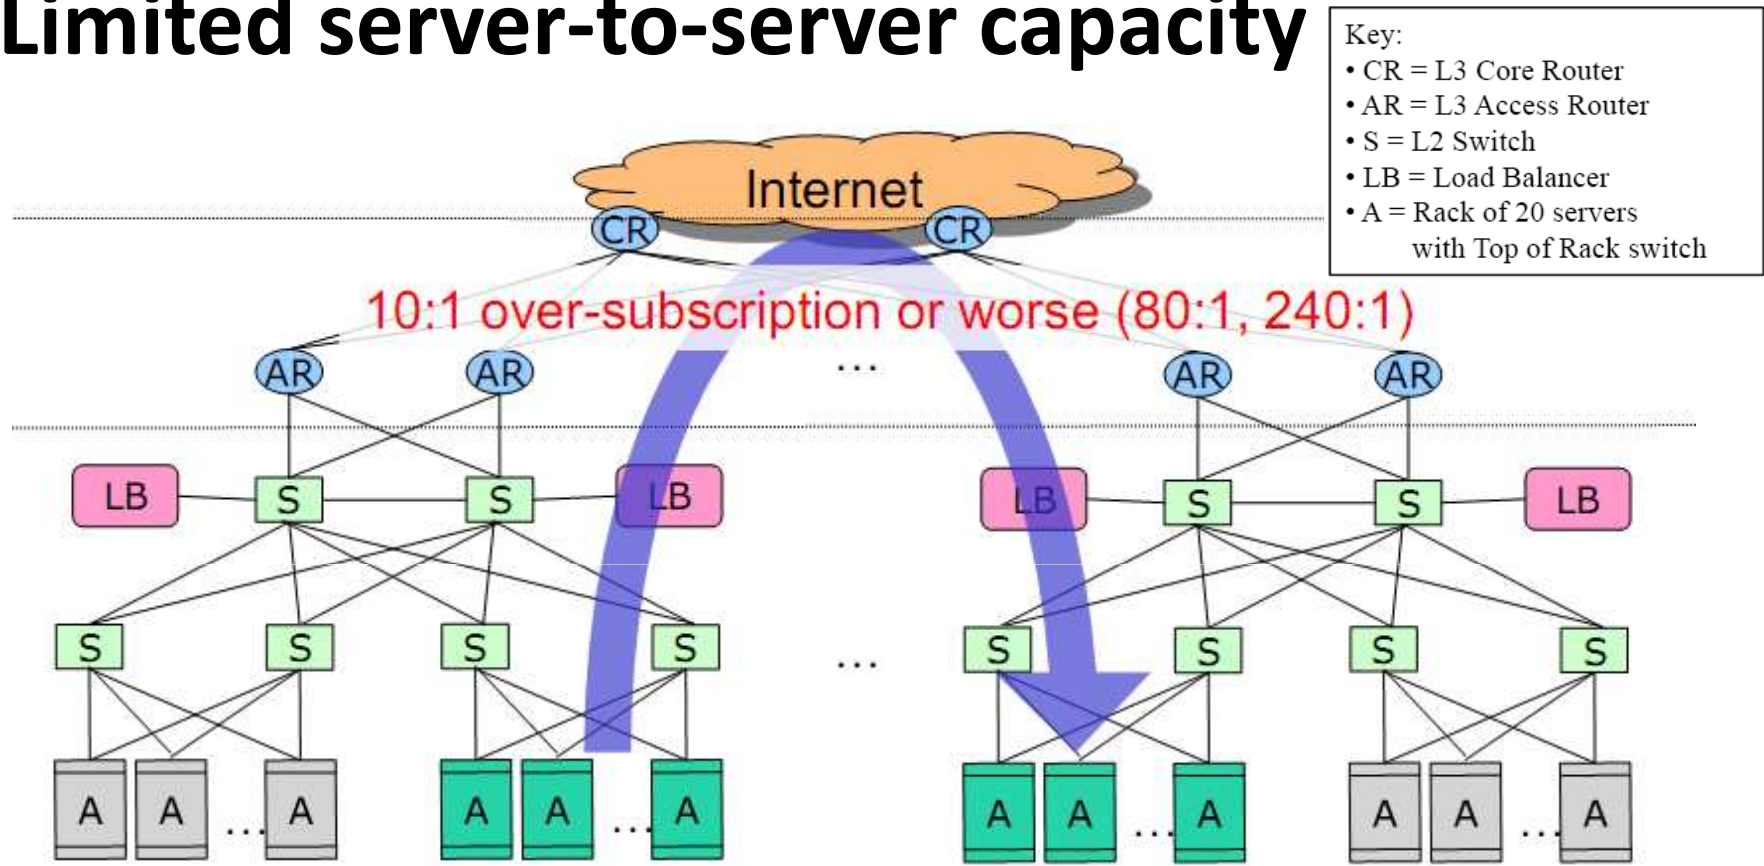 Limited server-to-server capacity
Key:
• CR = L3 Core Router
• AR = L3 Access Router
• S = L2 Switch
• LB = Load Balancer
• A = Rack of 20 servers
with Top of Rack switch
Internet
CR CR
10:1 over-subscription or worse (80:1, 240:1)
AR AR ... AR AR
LB S S LB LB S S LB
S S S S ... S S S S
A A ... A A A ... A A A ... A A A ... A